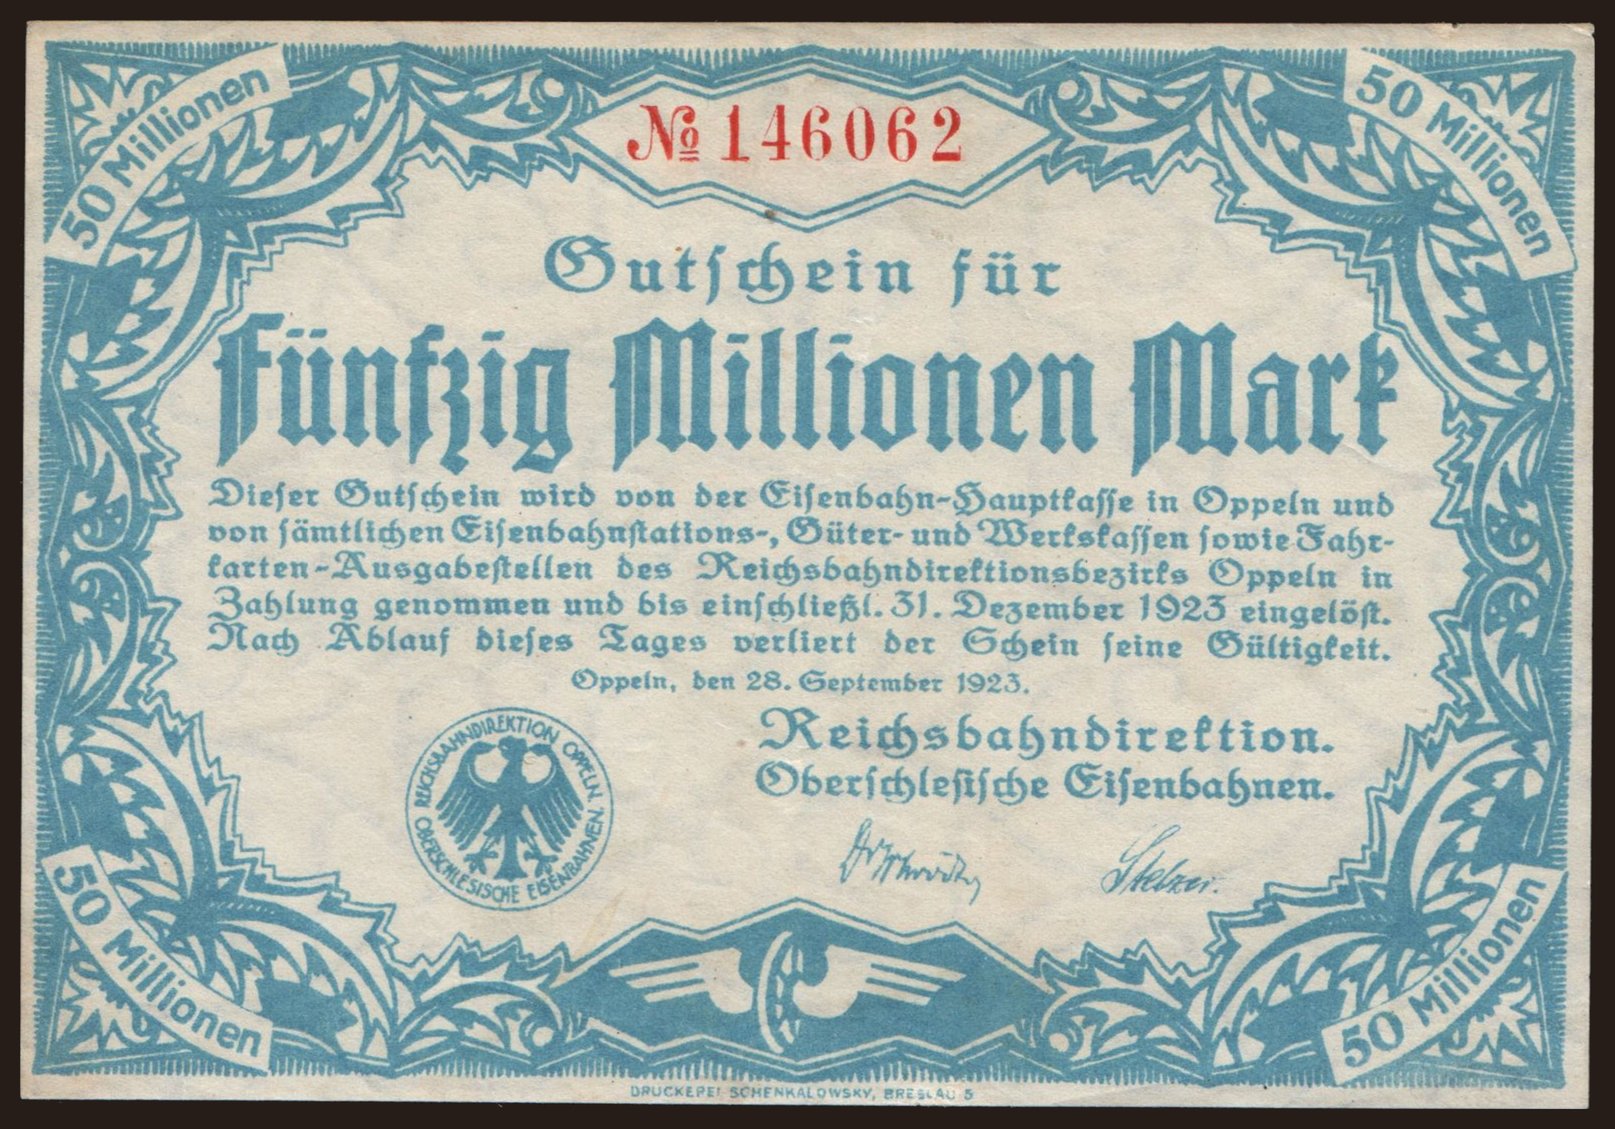 50 Millionen
50 Millionen
№ 146062
Gutschein für
Fünfzig Millionen Mark
Dieser Gutschein wird von der Eisenbahn-Hauptkasse in Oppeln und
von sämtlichen Eisenbahnstations-, Güter- und Werkskassen sowie Fahr-
karten-Ausgabestellen des Reichsbahndirektionsbezirks Oppeln in
Zahlung genommen und bis einschließl. 31. Dezember 1923 eingelöst.
Nach Ablauf dieses Tages verliert der Schein seine Gültigkeit.
Oppeln, den 28. September 1923.
Reichsbahndirektion.
Oberschlesische Eisenbahnen.
REICHSBAHNDIREKTION OPPELN.
OBERSCHLESISCHE EISENBAHNEN.
Stelzer.
50 Millionen
50 Millionen
DRUCKEREI SCHENKALOWSKY, BRESLAU 5